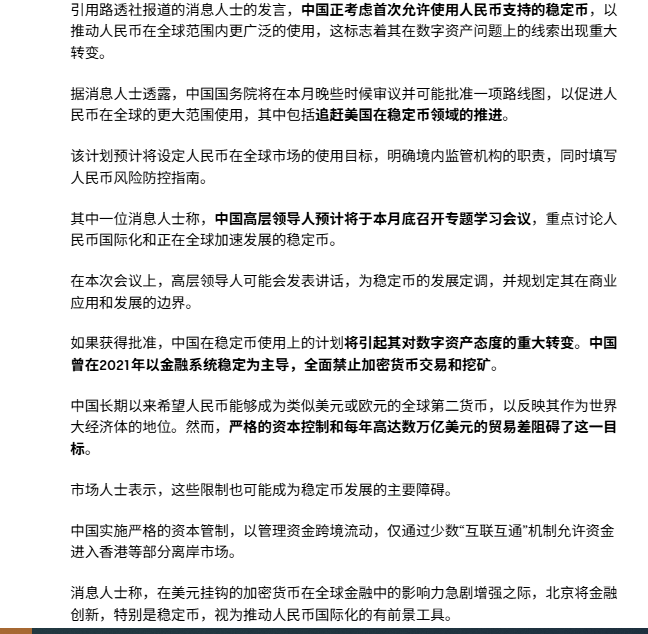 引用路透社报道的消息人士的发言，中国正考虑首次允许使用人民币支持的稳定币，以
推动人民币在全球范围内更广泛的使用，这标志着其在数字资产问题上的线索出现重大
转变。
据消息人士透露，中国国务院将在本月晚些时候审议并可能批准一项路线图，以促进人
民币在全球的更大范围使用，其中包括追赶美国在稳定币领域的推进。
该计划预计将设定人民币在全球市场的使用目标，明确境内监管机构的职责，同时填写
人民币风险防控指南。
其中一位消息人士称，中国高层领导人预计将于本月底召开专题学习会议，重点讨论人
民币国际化和正在全球加速发展的稳定币。
在本次会议上，高层领导人可能会发表讲话，为稳定币的发展定调，并规划定其在商业
应用和发展的边界。
如果获得批准，中国在稳定币使用上的计划将引起其对数字资产态度的重大转变。中国
曾在2021年以金融系统稳定为主导，全面禁止加密货币交易和挖矿。
中国长期以来希望人民币能够成为类似美元或欧元的全球第二货币，以反映其作为世界
大经济体的地位。然而，严格的资本控制和每年高达数万亿美元的贸易差阻碍了这一目
标。
市场人士表示，这些限制也可能成为稳定币发展的主要障碍。
中国实施严格的资本管制，以管理资金跨境流动，仅通过少数“互联互通”机制允许资金
进入香港等部分离岸市场。
消息人士称，在美元挂钩的加密货币在全球金融中的影响力急剧增强之际，北京将金融
创新，特别是稳定币，视为推动人民币国际化的有前景工具。